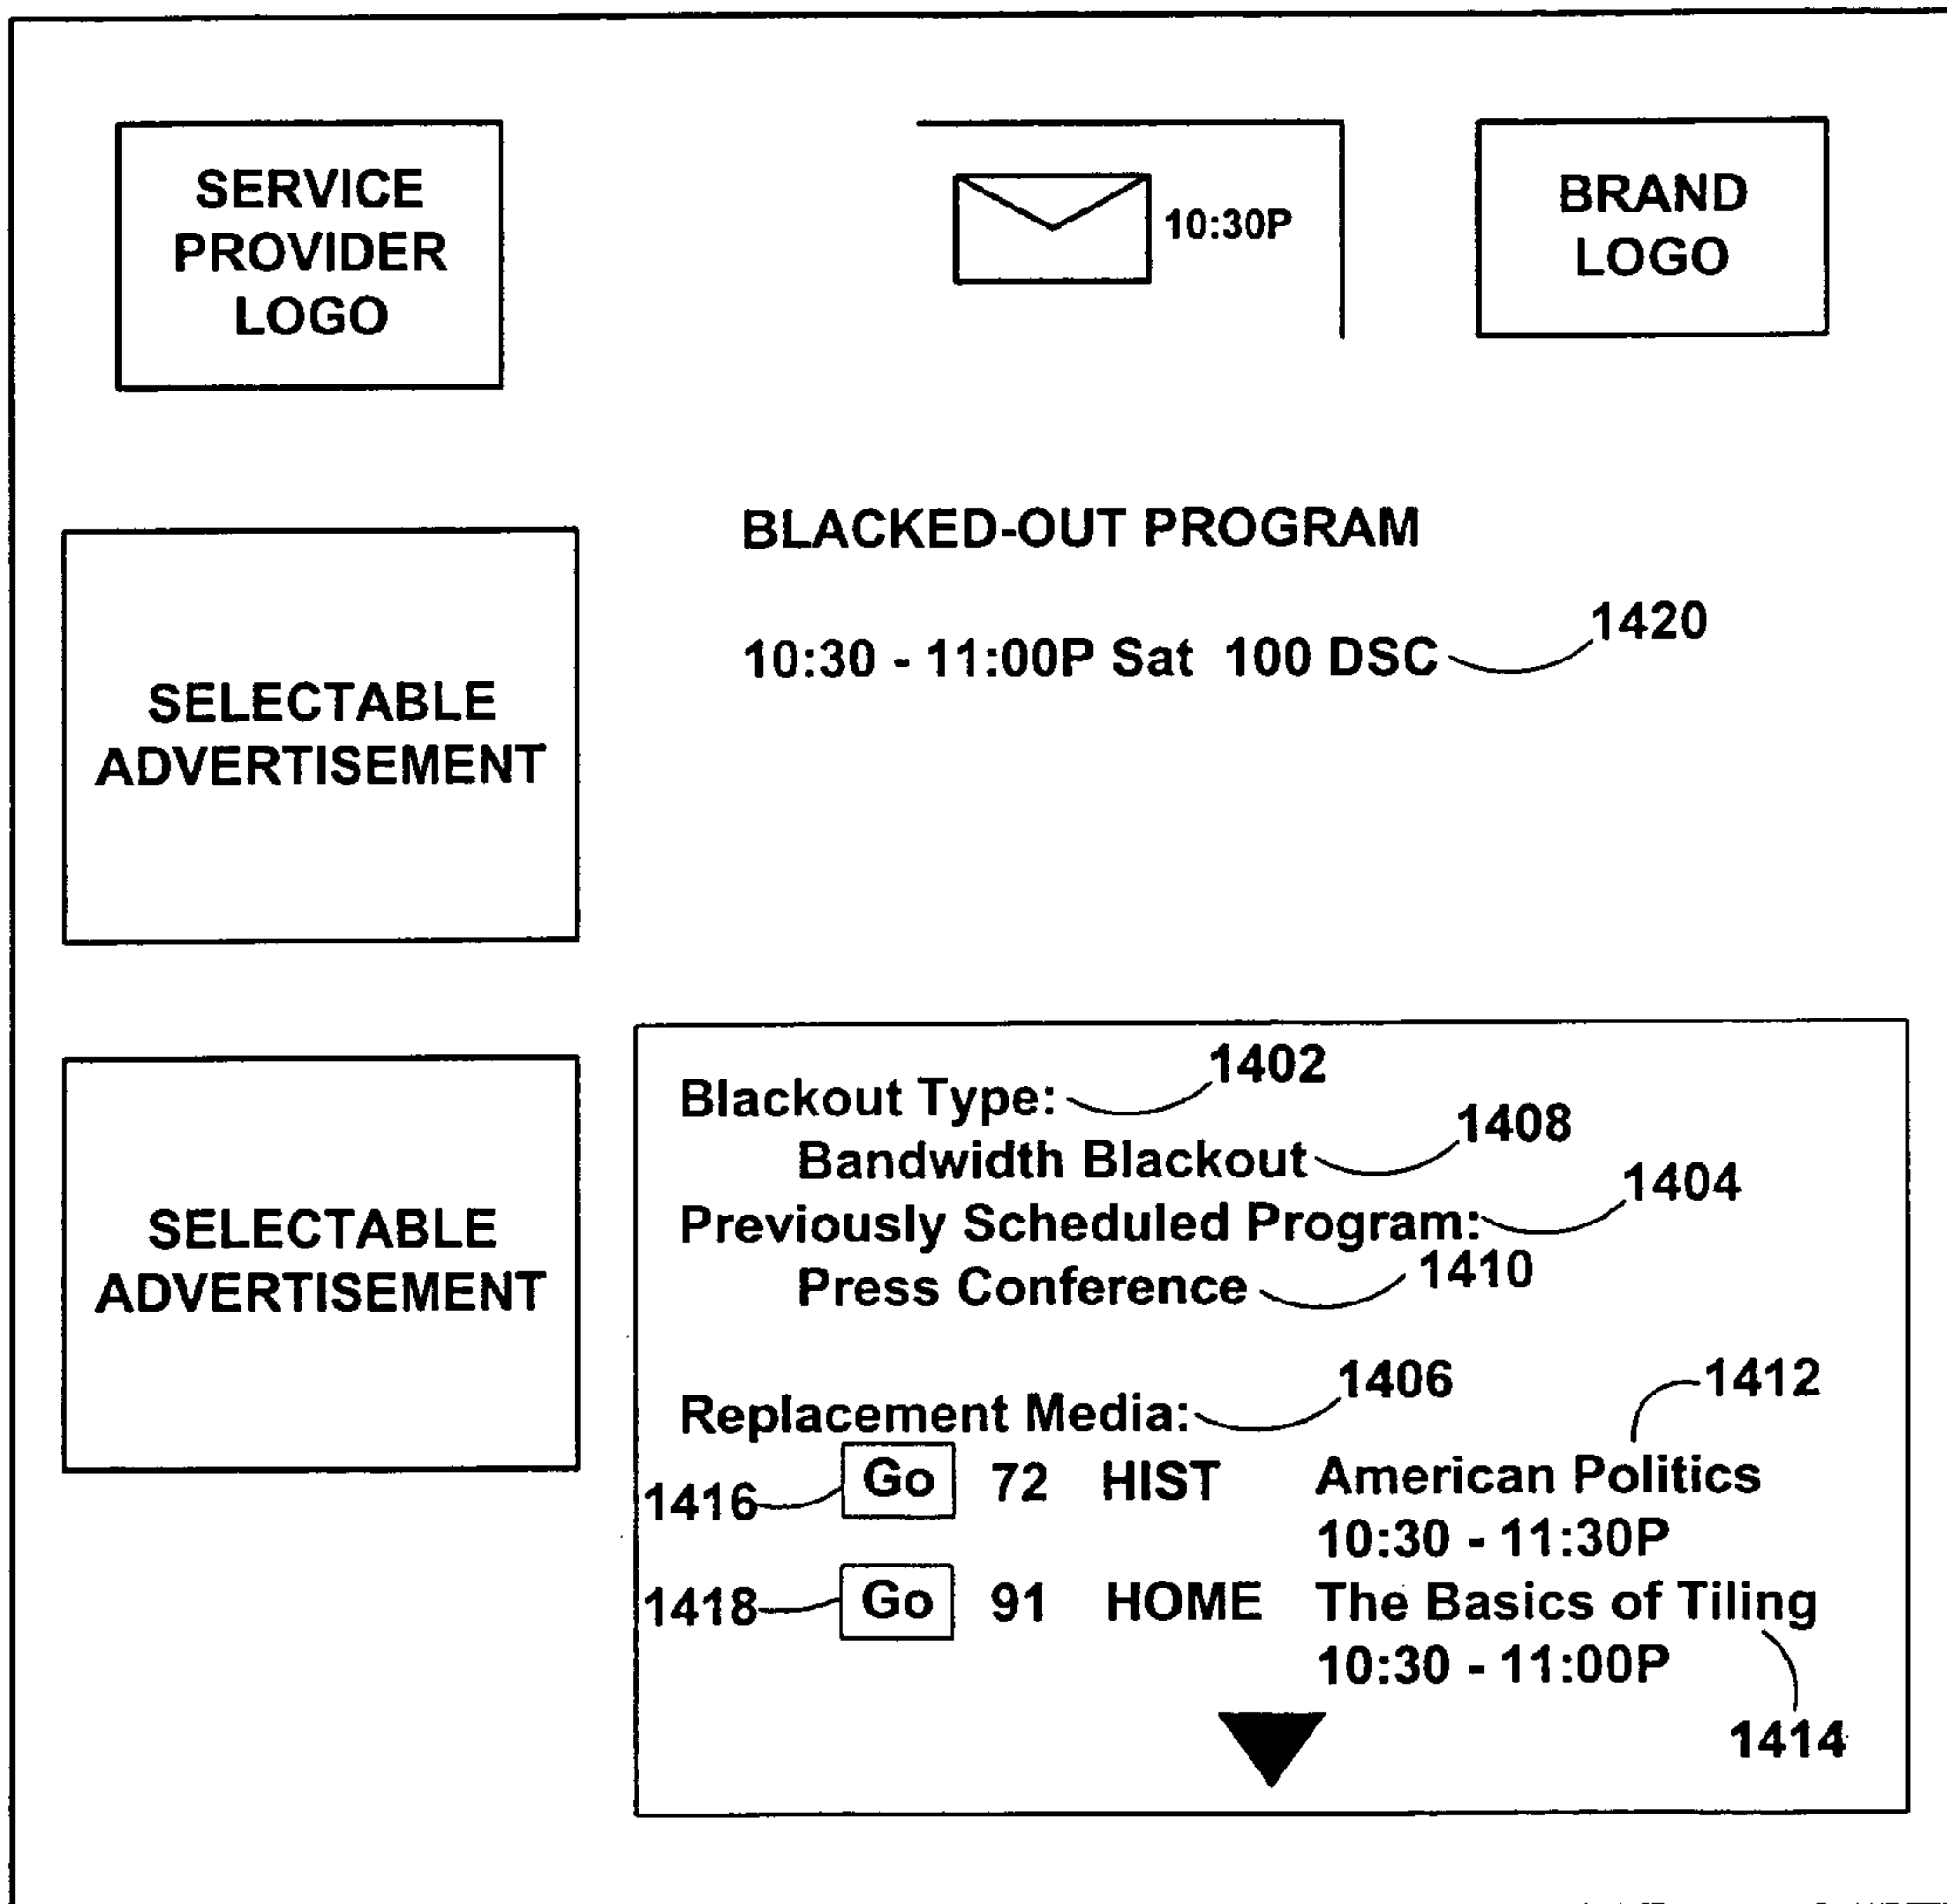 SERVICE
PROVIDER
LOGO
10:30P
BRAND
LOGO
BLACKED-OUT PROGRAM
1420
10:30 - 11:00P Sat 100 DSC
SELECTABLE
ADVERTISEMENT
SELECTABLE
ADVERTISEMENT
1402
Blackout Type:
1408
Bandwidth Blackout
1404
Previously Scheduled Program:
1410
Press Conference
1406
1412
Replacement Media:
1416 Go 72 HIST American Politics
10:30 - 11:30P
1418 Go 91 HOME The Basics of Tiling
10:30 - 11:00P
1414